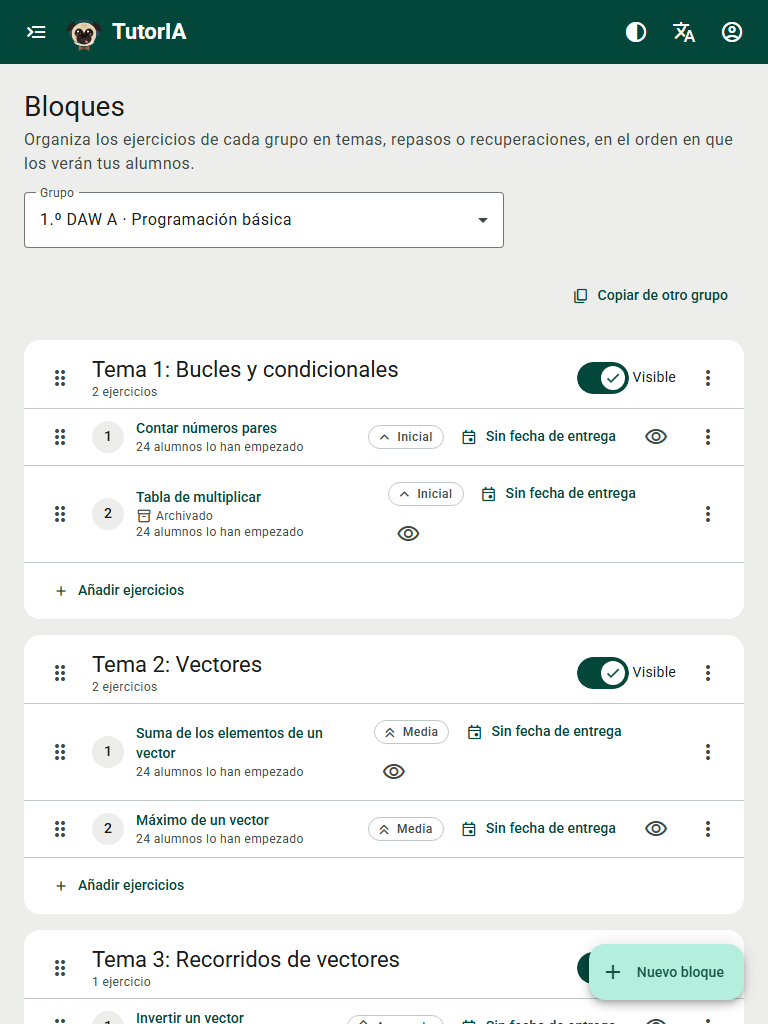 TutorIA
Bloques
Organiza los ejercicios de cada grupo en temas, repasos o recuperaciones, en el orden en que
los verán tus alumnos.
Grupo
1.º DAW A · Programación básica
Copiar de otro grupo
Tema 1: Bucles y condicionales
2 ejercicios
Visible
1
Contar números pares
24 alumnos lo han empezado
Inicial
Sin fecha de entrega
2
Tabla de multiplicar
Archivado
24 alumnos lo han empezado
Inicial
Sin fecha de entrega
Añadir ejercicios
Tema 2: Vectores
2 ejercicios
Visible
1
Suma de los elementos de un
vector
24 alumnos lo han empezado
Media
Sin fecha de entrega
2
Máximo de un vector
24 alumnos lo han empezado
Media
Sin fecha de entrega
Añadir ejercicios
Tema 3: Recorridos de vectores
1 ejercicio
Nuevo bloque
1
Invertir un vector
Sin fecha de entrega